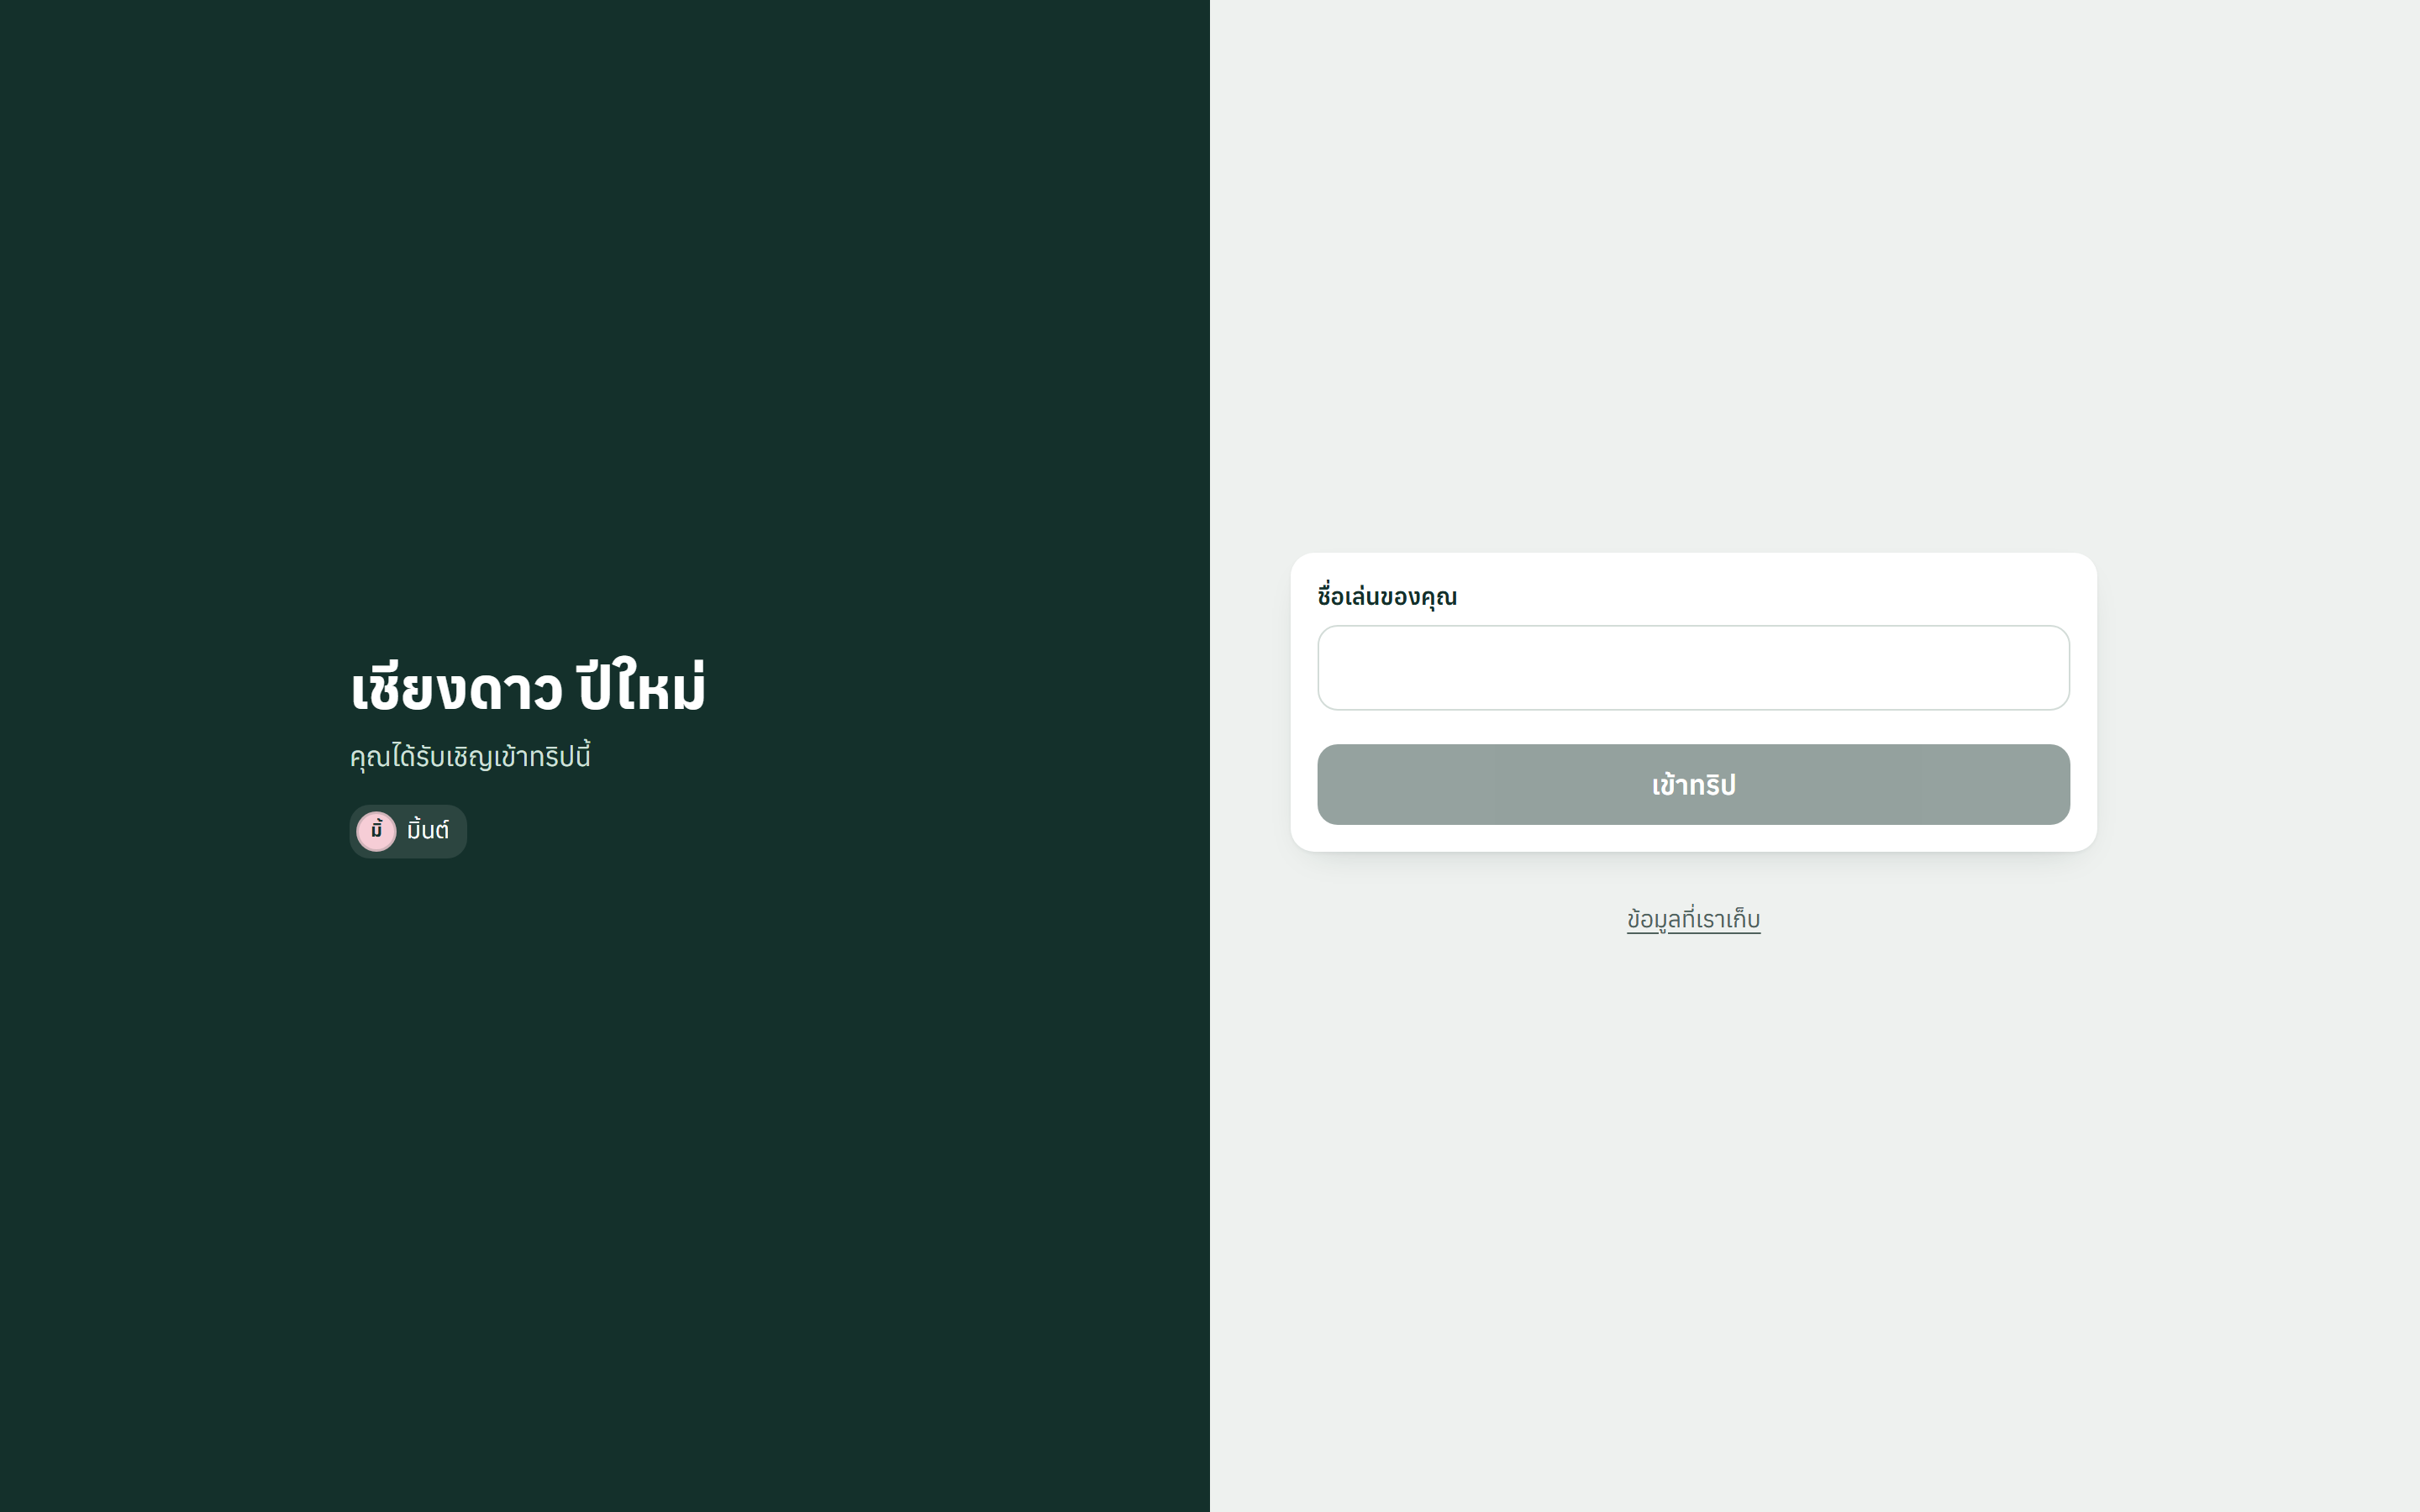 เชียงดาว ปีใหม่
คุณได้รับเชิญเข้าทริปนี้
มิ้ มิ้นต์
ชื่อเล่นของคุณ
เข้าทริป
ข้อมูลที่เราเก็บ